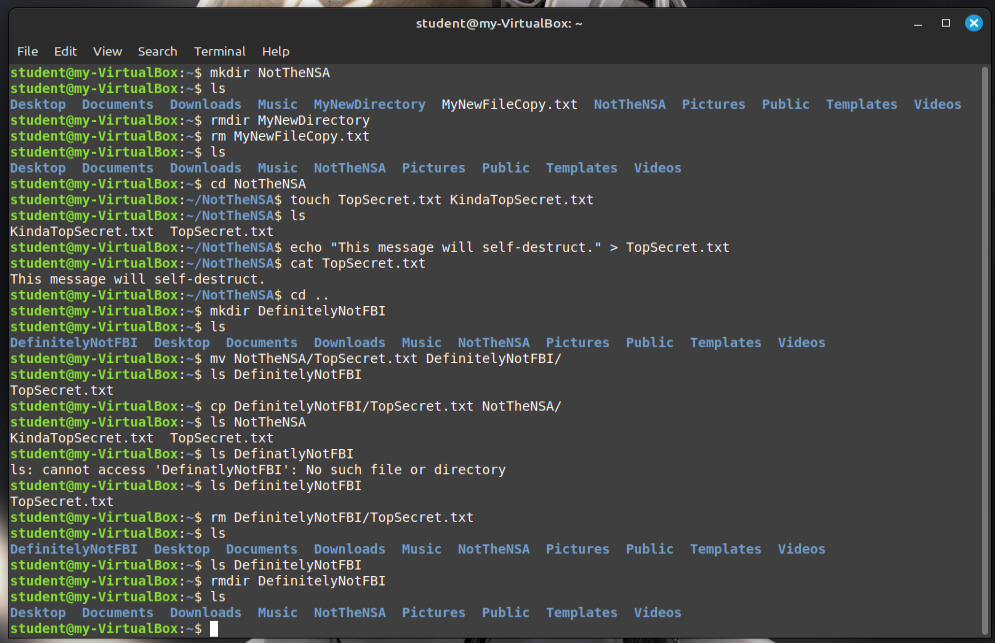 student@my-VirtualBox: ~
File Edit View Search Terminal Help
student@my-VirtualBox:~$ mkdir NotTheNSA
student@my-VirtualBox:~$ ls
Desktop Documents Downloads Music MyNewDirectory MyNewFileCopy.txt NotTheNSA Pictures Public Templates Videos
student@my-VirtualBox:~$ rmdir MyNewDirectory
student@my-VirtualBox:~$ rm MyNewFileCopy.txt
student@my-VirtualBox:~$ ls
Desktop Documents Downloads Music NotTheNSA Pictures Public Templates Videos
student@my-VirtualBox:~$ cd NotTheNSA
student@my-VirtualBox:~/NotTheNSA$ touch TopSecret.txt KindaTopSecret.txt
student@my-VirtualBox:~/NotTheNSA$ ls
KindaTopSecret.txt TopSecret.txt
student@my-VirtualBox:~/NotTheNSA$ echo "This message will self-destruct." > TopSecret.txt
student@my-VirtualBox:~/NotTheNSA$ cat TopSecret.txt
This message will self-destruct.
student@my-VirtualBox:~/NotTheNSA$ cd ..
student@my-VirtualBox:~$ mkdir DefinitelyNotFBI
student@my-VirtualBox:~$ ls
DefinitelyNotFBI Desktop Documents Downloads Music NotTheNSA Pictures Public Templates Videos
student@my-VirtualBox:~$ mv NotTheNSA/TopSecret.txt DefinitelyNotFBI/
student@my-VirtualBox:~$ ls DefinitelyNotFBI
TopSecret.txt
student@my-VirtualBox:~$ cp DefinitelyNotFBI/TopSecret.txt NotTheNSA/
student@my-VirtualBox:~$ ls NotTheNSA
KindaTopSecret.txt TopSecret.txt
student@my-VirtualBox:~$ ls DefinatlyNotFBI
ls: cannot access 'DefinatlyNotFBI': No such file or directory
student@my-VirtualBox:~$ ls DefinitelyNotFBI
TopSecret.txt
student@my-VirtualBox:~$ rm DefinitelyNotFBI/TopSecret.txt
student@my-VirtualBox:~$ ls
DefinitelyNotFBI Desktop Documents Downloads Music NotTheNSA Pictures Public Templates Videos
student@my-VirtualBox:~$ ls DefinitelyNotFBI
student@my-VirtualBox:~$ rmdir DefinitelyNotFBI
student@my-VirtualBox:~$ ls
Desktop Documents Downloads Music NotTheNSA Pictures Public Templates Videos
student@my-VirtualBox:~$